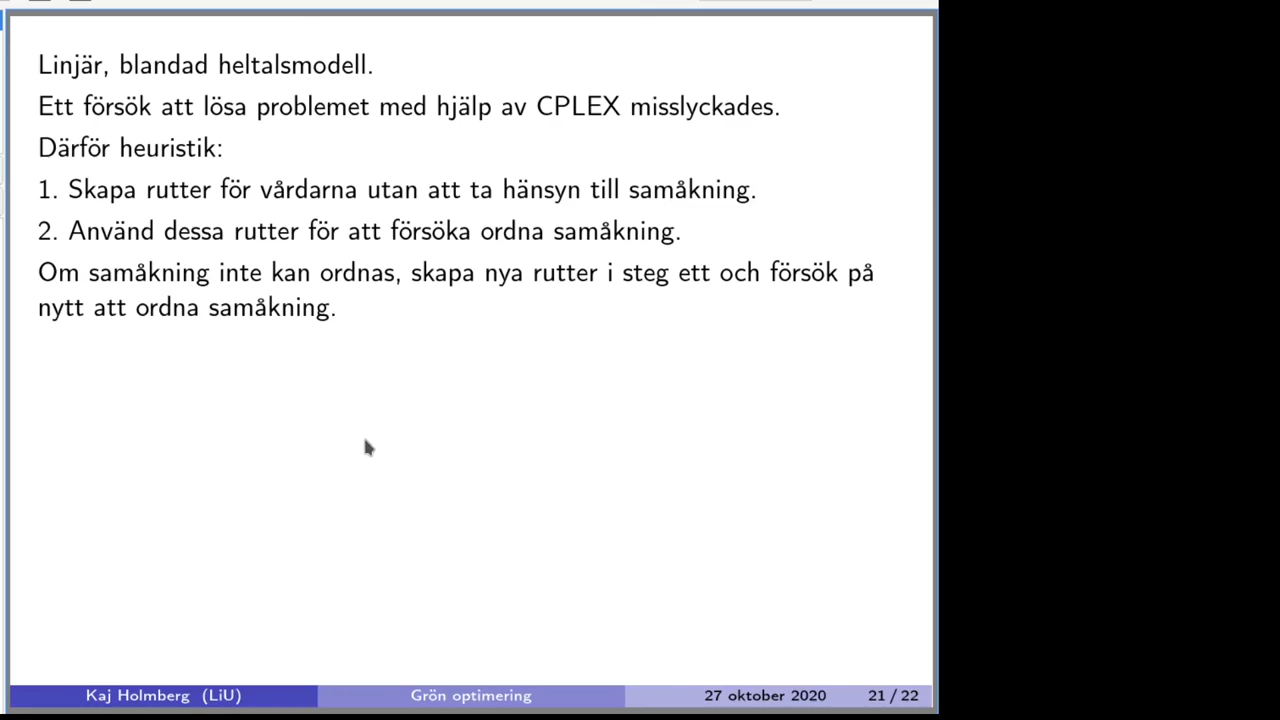 Linjär, blandad heltalsmodell.
Ett försök att lösa problemet med hjälp av CPLEX misslyckades.
Därför heuristik:
1. Skapa rutter för vårdarna utan att ta hänsyn till samåkning.
2. Använd dessa rutter för att försöka ordna samåkning.
Om samåkning inte kan ordnas, skapa nya rutter i steg ett och försök på
nytt att ordna samåkning.
Kaj Holmberg (LiU) Grön optimering 27 oktober 2020 21 / 22